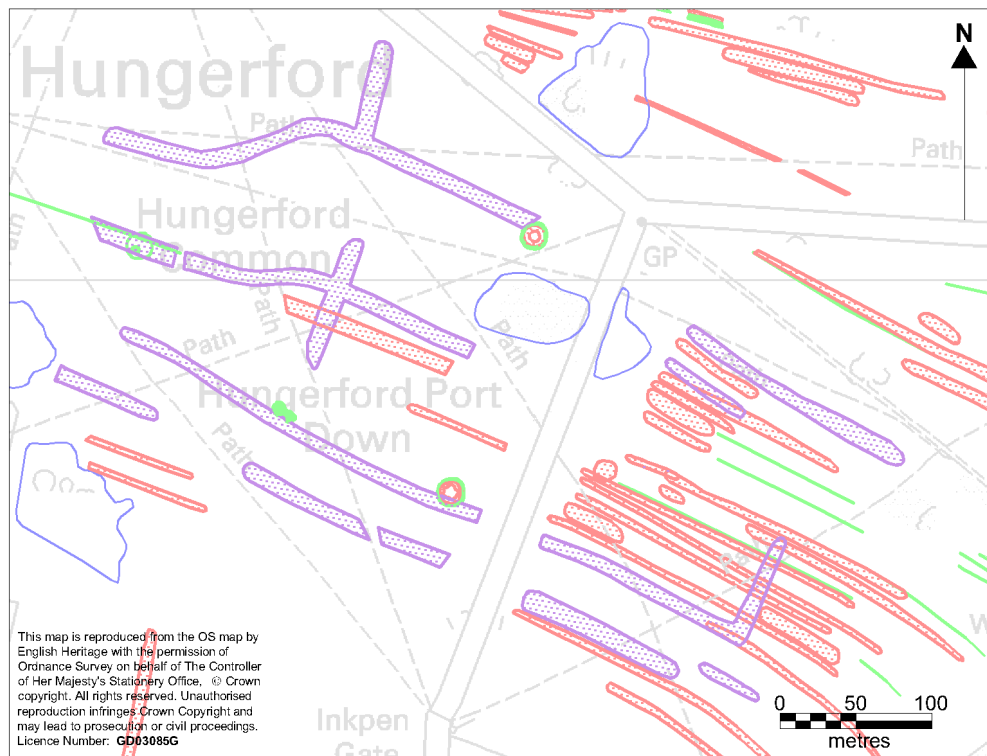 Hungerford
N
Path
Path
Hungerford
Common
GP
Path
Path
Path
Hungerford Port
Down
Path
Path
W
This map is reproduced from the OS map by
English Heritage with the permission of
Ordnance Survey on behalf of The Controller
of Her Majesty's Stationery Office, © Crown
copyright. All rights reserved. Unauthorised
reproduction infringes Crown Copyright and
may lead to prosecution or civil proceedings.
Licence Number: GD03085G
Inkpen
Gate
0 50 100
metres